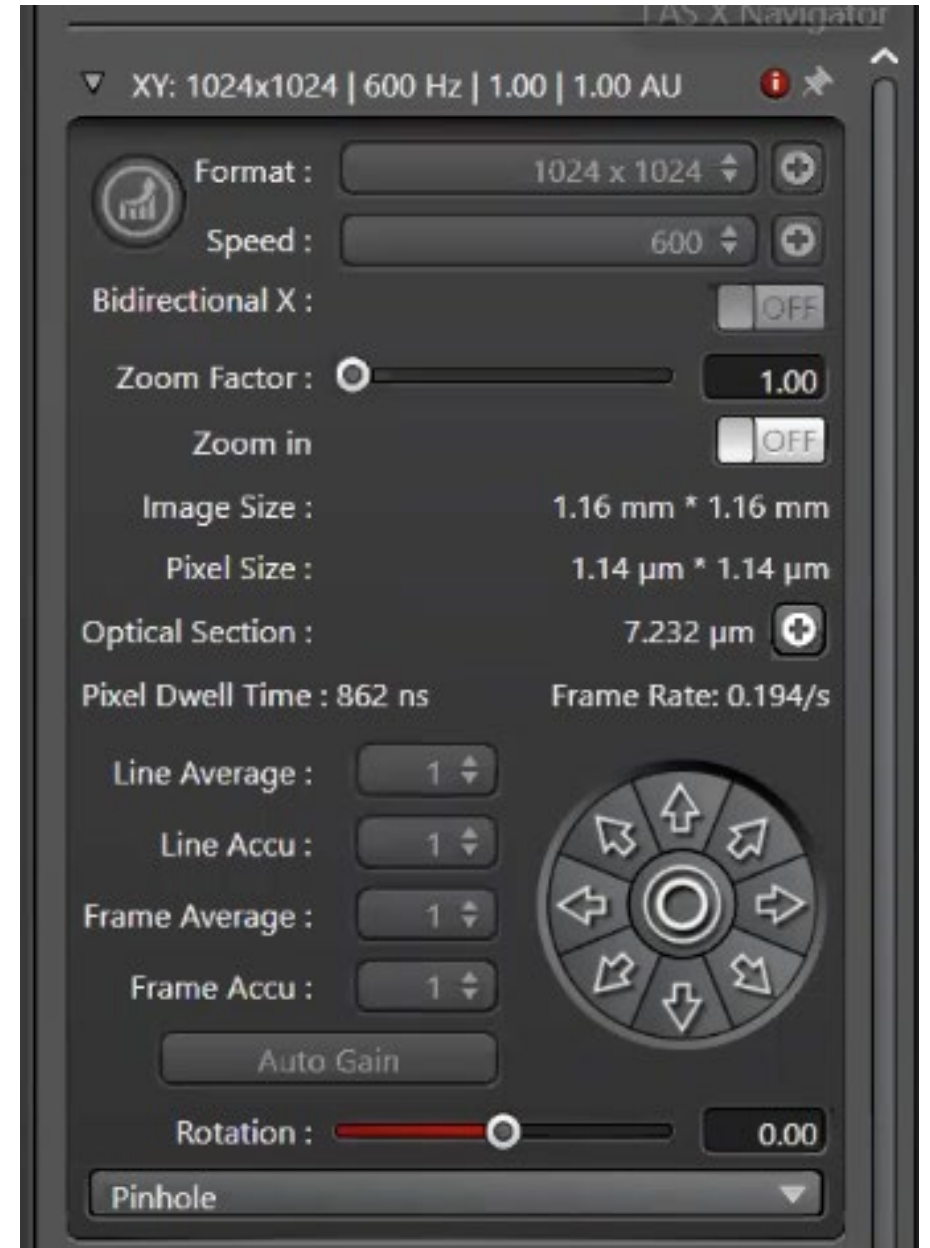 LAS X Navigator
XY: 1024x1024 | 600 Hz | 1.00 | 1.00 AU
Format : 1024 x 1024
Speed : 600
Bidirectional X : OFF
Zoom Factor : 1.00
Zoom in OFF
Image Size : 1.16 mm * 1.16 mm
Pixel Size : 1.14 µm * 1.14 µm
Optical Section : 7.232 µm
Pixel Dwell Time : 862 ns Frame Rate: 0.194/s
Line Average : 1
Line Accu : 1
Frame Average : 1
Frame Accu : 1
Auto Gain
Rotation : 0.00
Pinhole